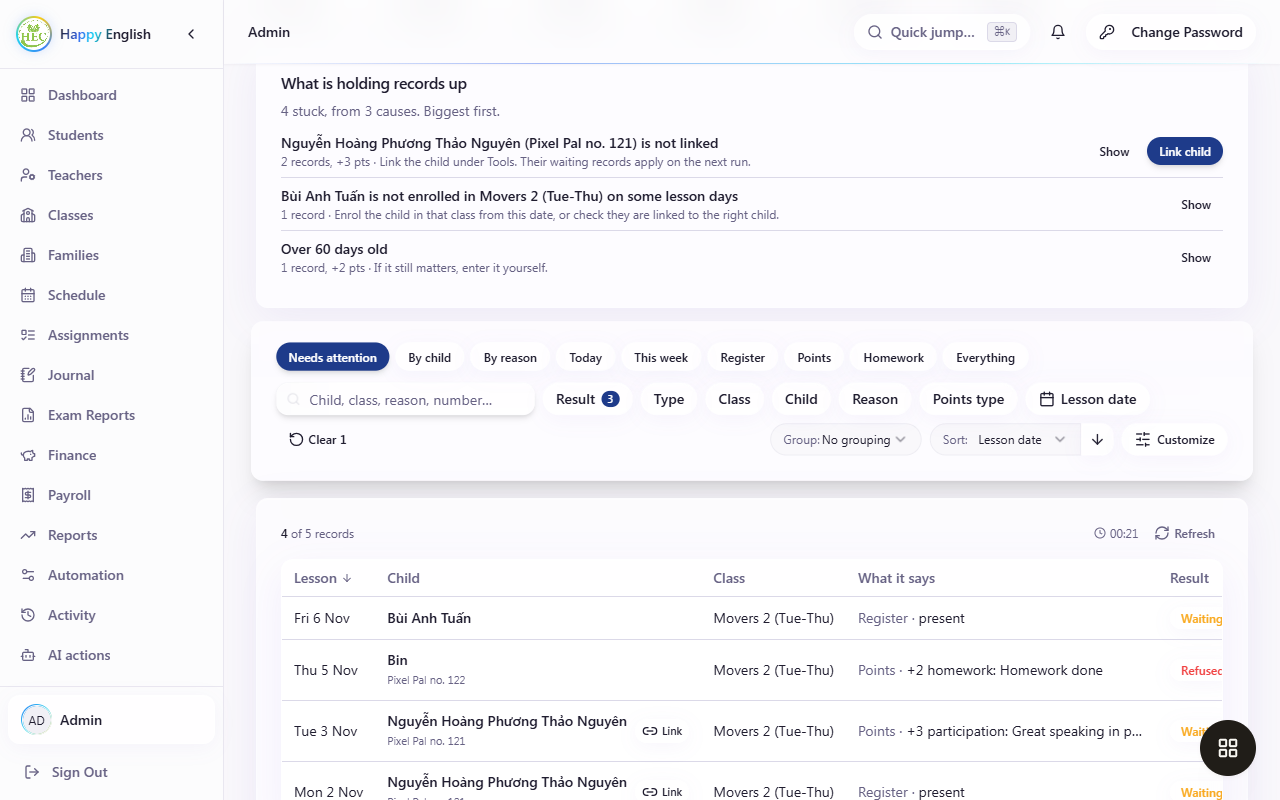 HEC
Happy English
Admin
Quick jump...
⌘K
Change Password
Dashboard
Students
Teachers
Classes
Families
Schedule
Assignments
Journal
Exam Reports
Finance
Payroll
Reports
Automation
Activity
AI actions
AD
Admin
Sign Out
What is holding records up
4 stuck, from 3 causes. Biggest first.
Nguyễn Hoàng Phương Thảo Nguyên (Pixel Pal no. 121) is not linked
2 records, +3 pts · Link the child under Tools. Their waiting records apply on the next run.
Show
Link child
Bùi Anh Tuấn is not enrolled in Movers 2 (Tue-Thu) on some lesson days
1 record · Enrol the child in that class from this date, or check they are linked to the right child.
Show
Over 60 days old
1 record, +2 pts · If it still matters, enter it yourself.
Show
Needs attention
By child
By reason
Today
This week
Register
Points
Homework
Everything
Child, class, reason, number...
Result 3
Type
Class
Child
Reason
Points type
Lesson date
Clear 1
Group: No grouping
Sort: Lesson date
Customize
4 of 5 records
00:21
Refresh
Lesson
Child
Class
What it says
Result
Fri 6 Nov
Bùi Anh Tuấn
Movers 2 (Tue-Thu)
Register · present
Waiting
Thu 5 Nov
Bin
Pixel Pal no. 122
Movers 2 (Tue-Thu)
Points · +2 homework: Homework done
Refused
Tue 3 Nov
Nguyễn Hoàng Phương Thảo Nguyên
Pixel Pal no. 121
Link
Movers 2 (Tue-Thu)
Points · +3 participation: Great speaking in p...
Mon 2 Nov
Nguyễn Hoàng Phương Thảo Nguyên
Link
Movers 2 (Tue-Thu)
Register · present
Waiting